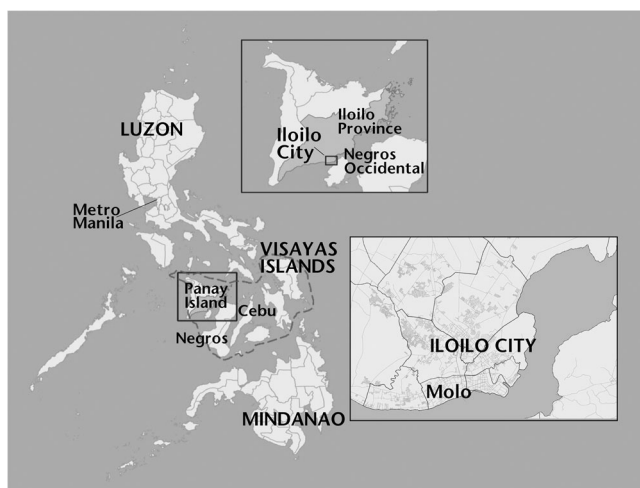 LUZON
Metro
Manila
VISAYAS
ISLANDS
Panay
Island
Cebu
Negros
MINDANAO
Iloilo
Province
Iloilo
City
Negros
Occidental
ILOILO CITY
Molo